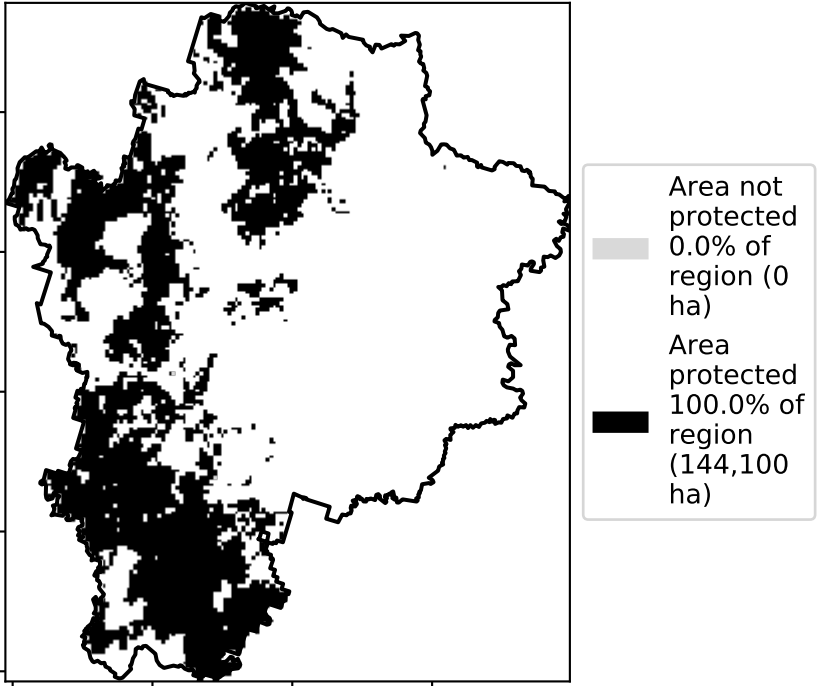 Area not
protected
0.0% of
region (0
ha)
Area
protected
100.0% of
region
(144,100
ha)